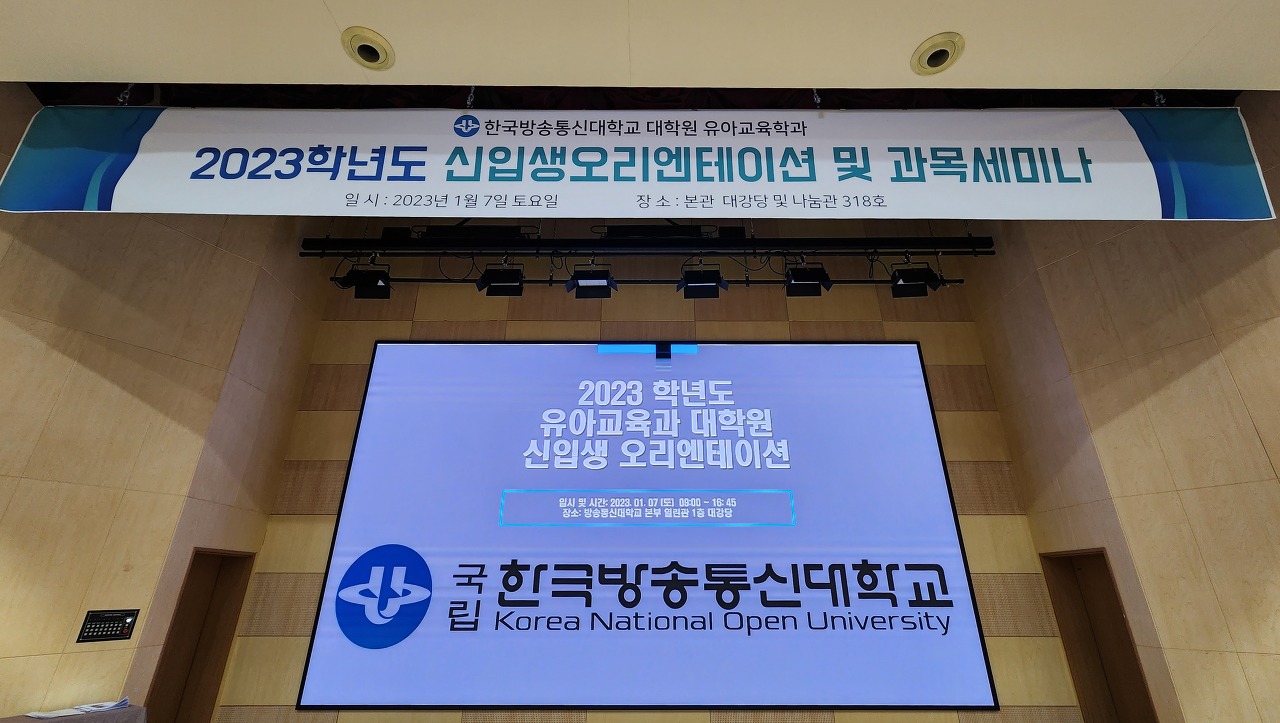 한국방송통신대학교 대학원 유아교육학과
2023학년도 신입생오리엔테이션 및 과목세미나
일 시 : 2023년 1월 7일 토요일 장 소 : 본관 대강당 및 나눔관 318호
2023 학년도
유아교육과 대학원
신입생 오리엔테이션
일시 및 시간: 2023. 01. 07 (토) 09:00 ~ 16: 45
장소: 방송통신대학교 본부 열린관 1층 대강당
국립 한국방송통신대학교
Korea National Open University